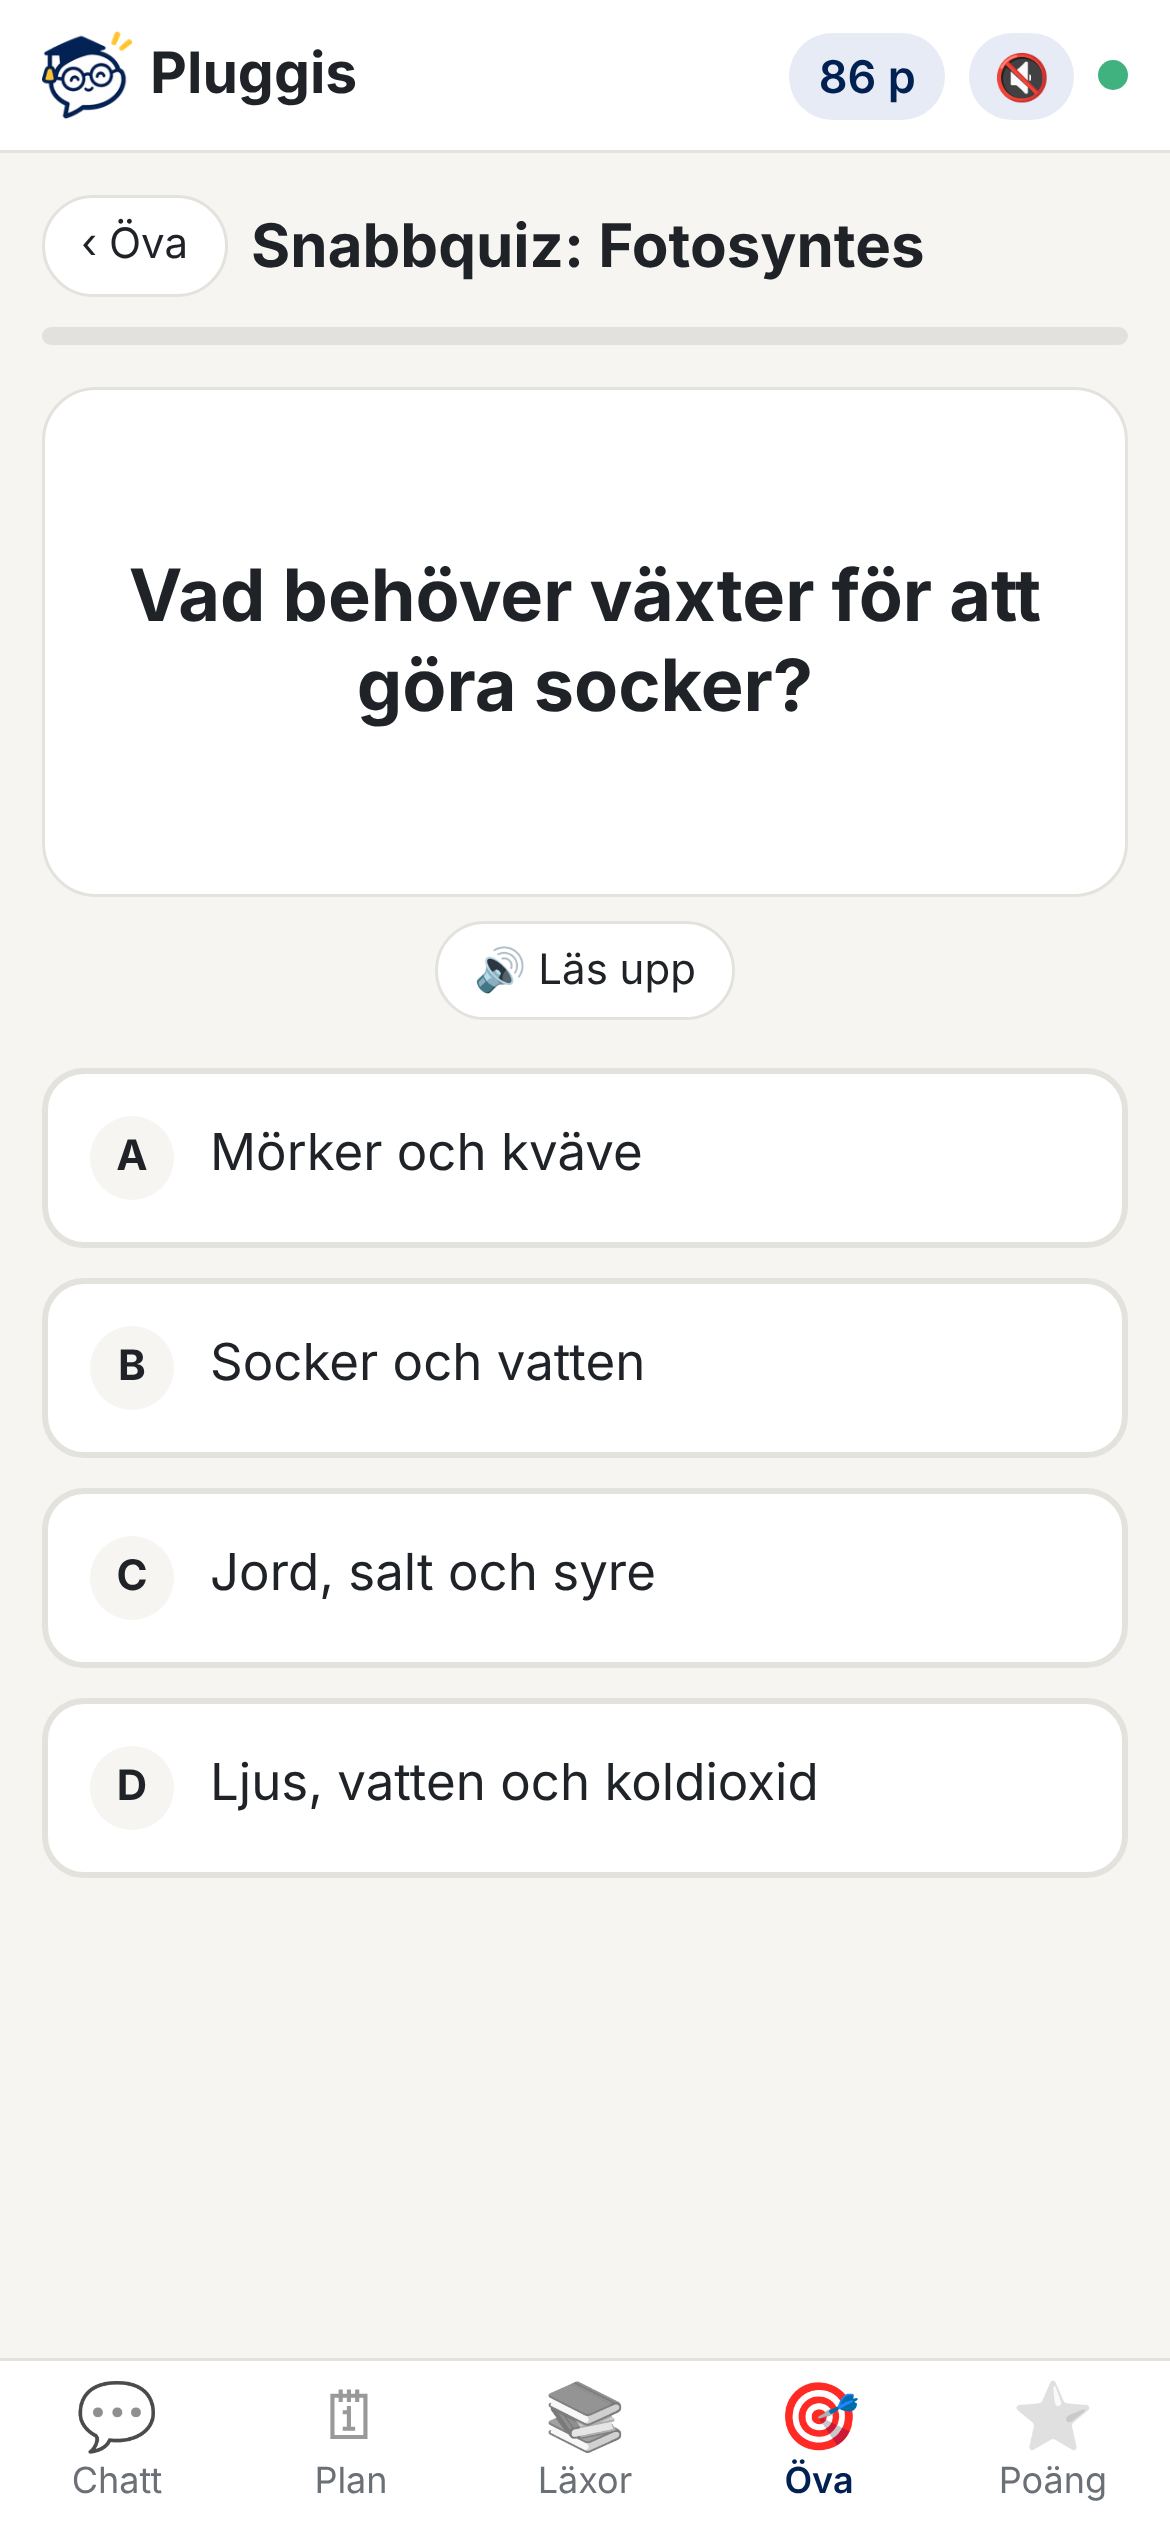 Pluggis
86 p
‹ Öva
Snabbquiz: Fotosyntes
Vad behöver växter för att
göra socker?
Läs upp
A Mörker och kväve
B Socker och vatten
C Jord, salt och syre
D Ljus, vatten och koldioxid
Chatt Plan Läxor Öva Poäng